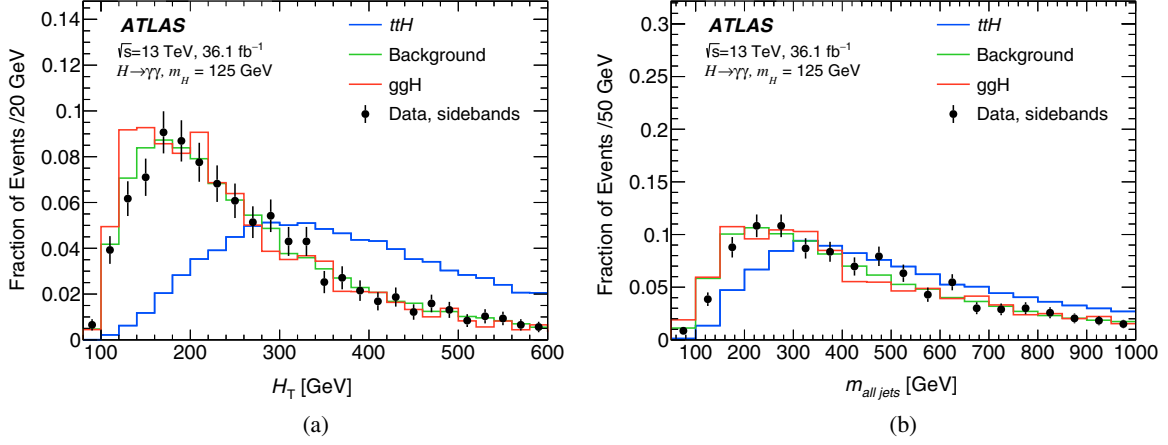 ATLAS
√s=13 TeV, 36.1 fb⁻¹
H→γγ, m_H = 125 GeV
ttH
Background
ggH
Data, sidebands
Fraction of Events /20 GeV
0.14
0.12
0.1
0.08
0.06
0.04
0.02
0
100 200 300 400 500 600
H_T [GeV]
(a)
ATLAS
√s=13 TeV, 36.1 fb⁻¹
H→γγ, m_H = 125 GeV
ttH
Background
ggH
Data, sidebands
Fraction of Events /50 GeV
0.3
0.25
0.2
0.15
0.1
0.05
0
100 200 300 400 500 600 700 800 900 1000
m_all jets [GeV]
(b)